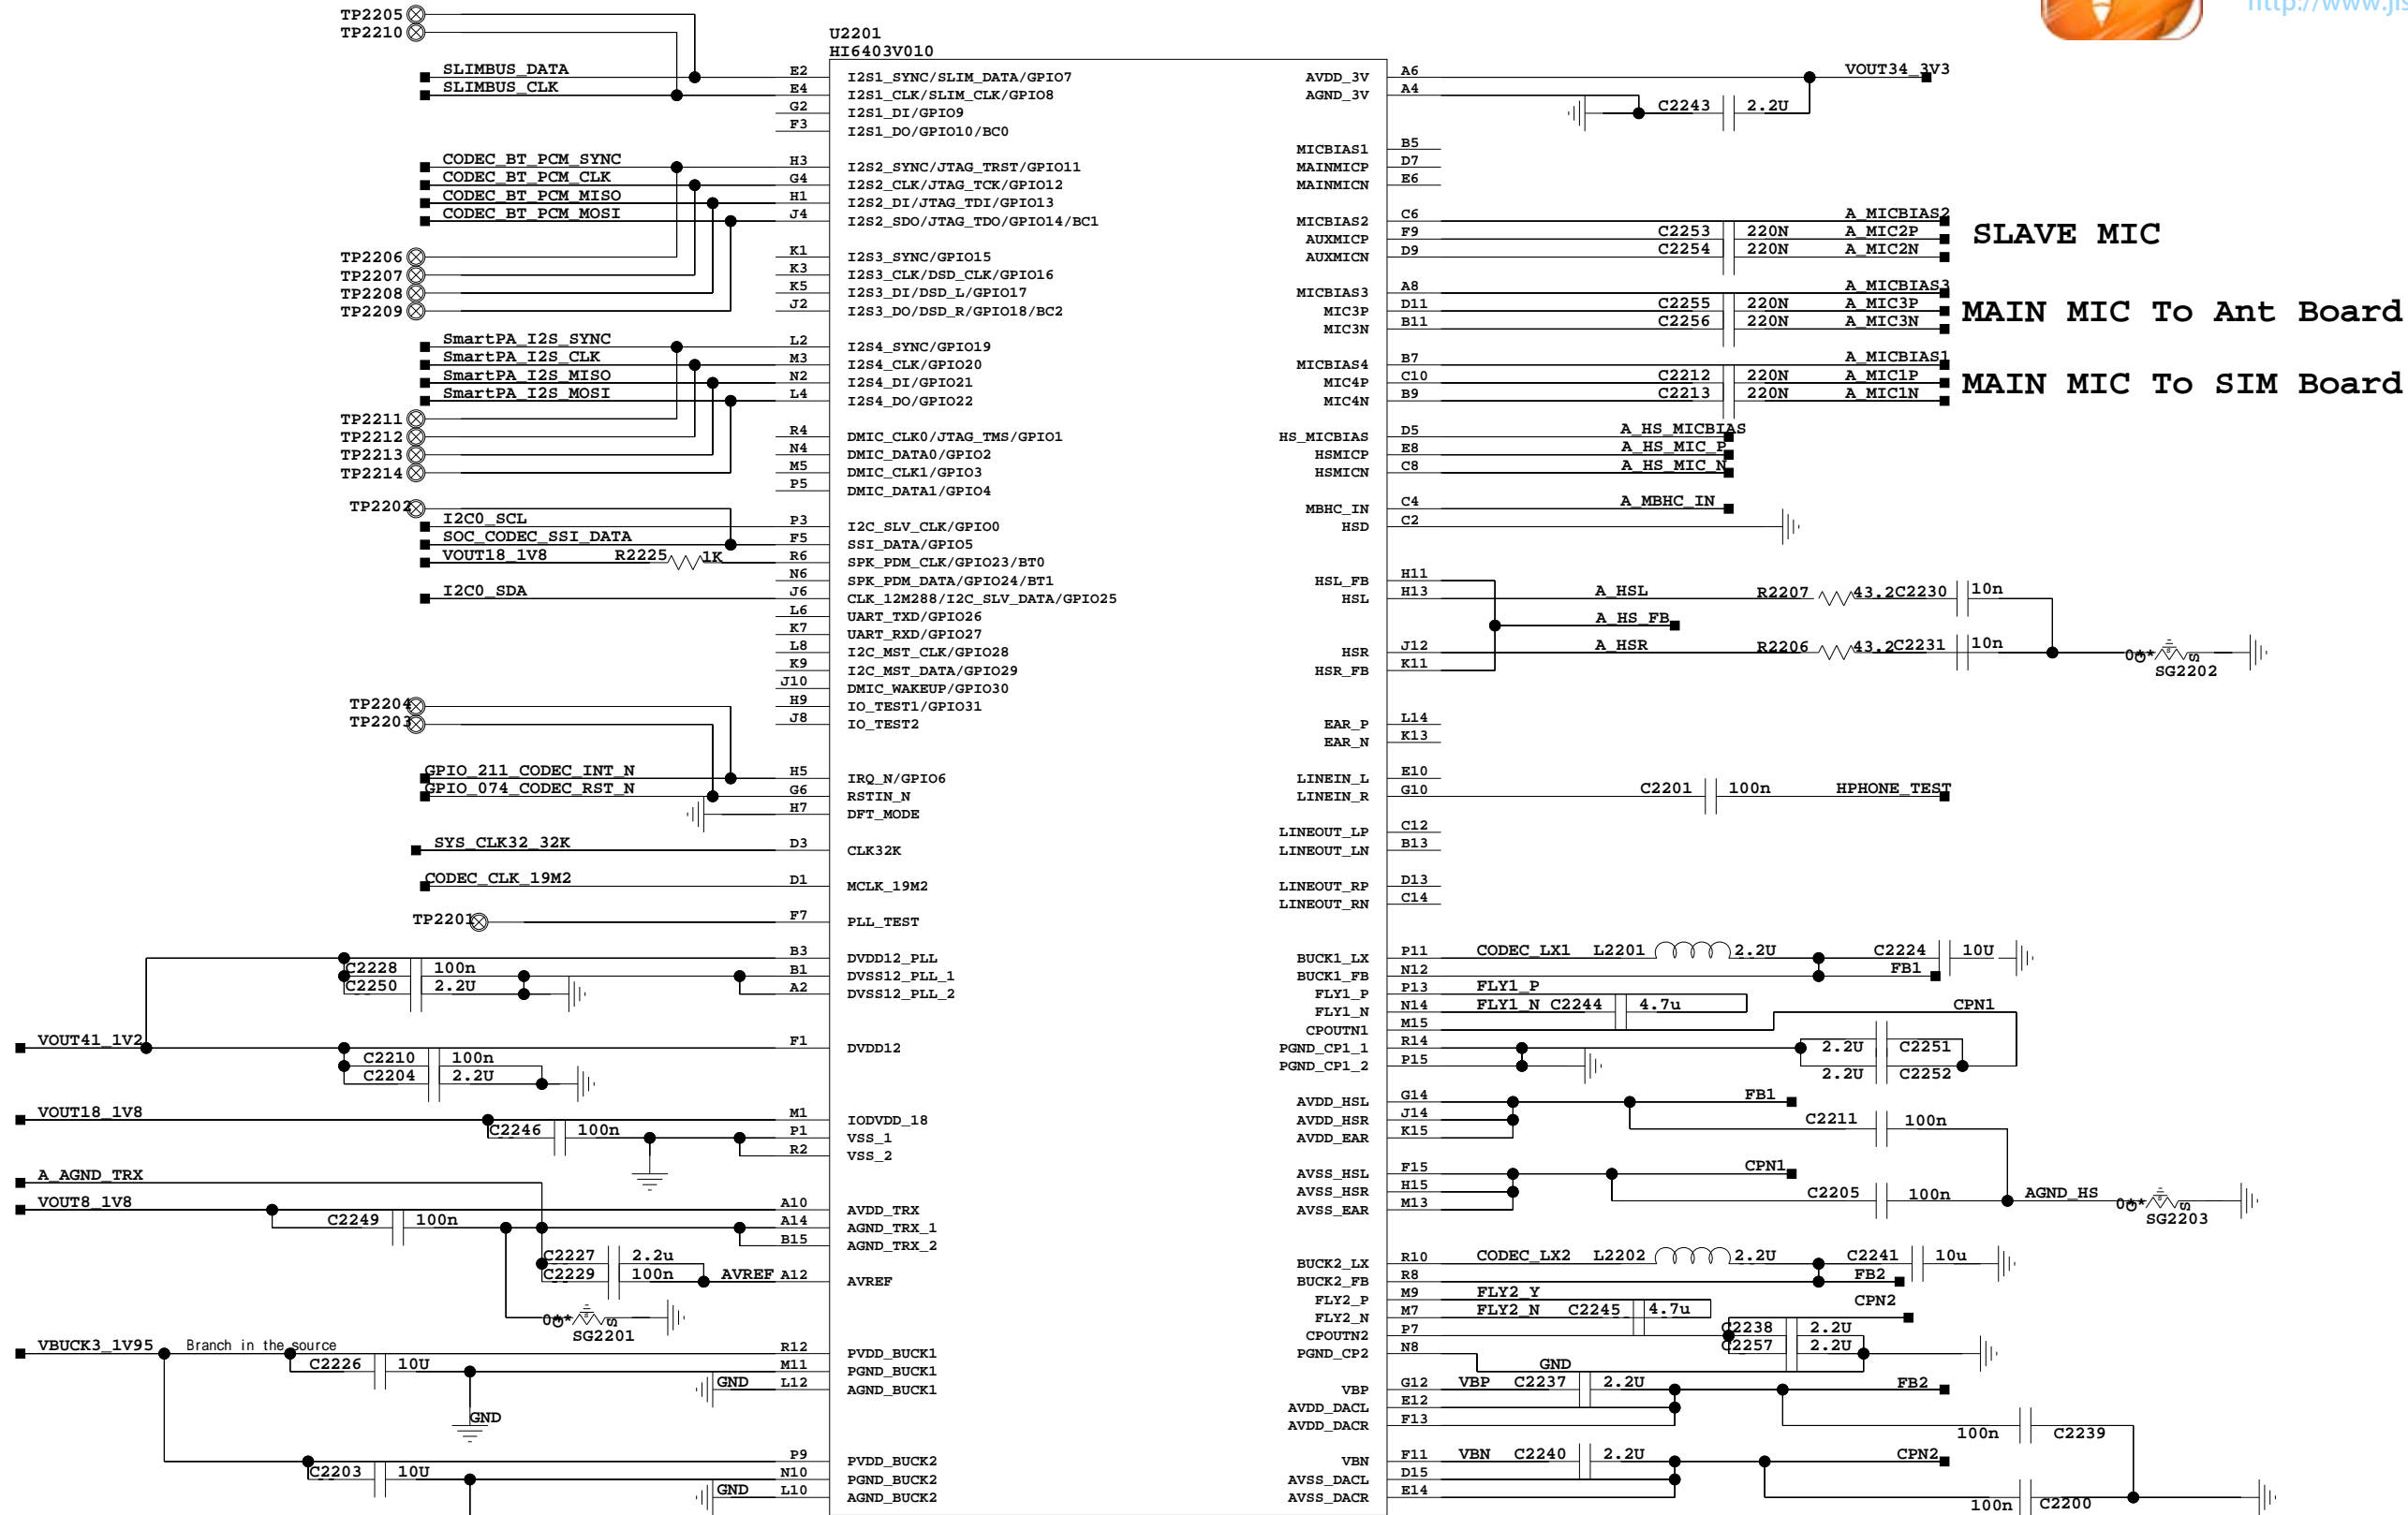 http://www.jis
TP2205
TP2210
U2201
HI6403V010
SLIMBUS_DATA E2 I2S1_SYNC/SLIM_DATA/GPIO7
SLIMBUS_CLK E4 I2S1_CLK/SLIM_CLK/GPIO8
G2 I2S1_DI/GPIO9
F3 I2S1_DO/GPIO10/BC0
CODEC_BT_PCM_SYNC H3 I2S2_SYNC/JTAG_TRST/GPIO11
CODEC_BT_PCM_CLK G4 I2S2_CLK/JTAG_TCK/GPIO12
CODEC_BT_PCM_MISO H1 I2S2_DI/JTAG_TDI/GPIO13
CODEC_BT_PCM_MOSI J4 I2S2_SDO/JTAG_TDO/GPIO14/BC1
TP2206 K1 I2S3_SYNC/GPIO15
TP2207 K3 I2S3_CLK/DSD_CLK/GPIO16
TP2208 K5 I2S3_DI/DSD_L/GPIO17
TP2209 J2 I2S3_DO/DSD_R/GPIO18/BC2
SmartPA_I2S_SYNC L2 I2S4_SYNC/GPIO19
SmartPA_I2S_CLK M3 I2S4_CLK/GPIO20
SmartPA_I2S_MISO N2 I2S4_DI/GPIO21
SmartPA_I2S_MOSI L4 I2S4_DO/GPIO22
TP2211
TP2212 R4 DMIC_CLK0/JTAG_TMS/GPIO1
TP2213 N4 DMIC_DATA0/GPIO2
TP2214 M5 DMIC_CLK1/GPIO3
P5 DMIC_DATA1/GPIO4
TP2202
I2C0_SCL P3 I2C_SLV_CLK/GPIO0
SOC_CODEC_SSI_DATA F5 SSI_DATA/GPIO5
VOUT18_1V8 R2225 1K R6 SPK_PDM_CLK/GPIO23/BT0
N6 SPK_PDM_DATA/GPIO24/BT1
I2C0_SDA J6 CLK_12M288/I2C_SLV_DATA/GPIO25
L6 UART_TXD/GPIO26
K7 UART_RXD/GPIO27
L8 I2C_MST_CLK/GPIO28
K9 I2C_MST_DATA/GPIO29
J10 DMIC_WAKEUP/GPIO30
TP2204 H9 IO_TEST1/GPIO31
TP2203 J8 IO_TEST2
GPIO_211_CODEC_INT_N H5 IRQ_N/GPIO6
GPIO_074_CODEC_RST_N G6 RSTIN_N
H7 DFT_MODE
SYS_CLK32_32K D3 CLK32K
CODEC_CLK_19M2 D1 MCLK_19M2
TP2201 F7 PLL_TEST
B3 DVDD12_PLL
C2228 100n B1 DVSS12_PLL_1
C2250 2.2U A2 DVSS12_PLL_2
VOUT41_1V2 F1 DVDD12
C2210 100n
C2204 2.2U
VOUT18_1V8 M1 IODVDD_18
C2246 100n P1 VSS_1
R2 VSS_2
A_AGND_TRX
VOUT8_1V8 A10 AVDD_TRX
C2249 100n A14 AGND_TRX_1
B15 AGND_TRX_2
C2227 2.2u
C2229 100n AVREF A12 AVREF
0* G S
SG2201
VBUCK3_1V95 Branch in the source R12 PVDD_BUCK1
C2226 10U M11 PGND_BUCK1
GND L12 AGND_BUCK1
GND
P9 PVDD_BUCK2
C2203 10U N10 PGND_BUCK2
GND L10 AGND_BUCK2
AVDD_3V A6 VOUT34_3V3
AGND_3V A4
C2243 2.2U
MICBIAS1 B5
MAINMICP D7
MAINMICN E6
MICBIAS2 C6 A_MICBIAS2
AUXMICP F9 C2253 220N A_MIC2P
AUXMICN D9 C2254 220N A_MIC2N
SLAVE MIC
MICBIAS3 A8 A_MICBIAS3
MIC3P D11 C2255 220N A_MIC3P
MIC3N B11 C2256 220N A_MIC3N
MAIN MIC To Ant Board
MICBIAS4 B7 A_MICBIAS1
MIC4P C10 C2212 220N A_MIC1P
MIC4N B9 C2213 220N A_MIC1N
MAIN MIC To SIM Board
HS_MICBIAS D5 A_HS_MICBIAS
HSMICP E8 A_HS_MIC_P
HSMICN C8 A_HS_MIC_N
MBHC_IN C4 A_MBHC_IN
HSD C2
HSL_FB H11
HSL H13 A_HSL R2207 43.2 C2230 10n
A_HS_FB
HSR J12 A_HSR R2206 43.2 C2231 10n
HSR_FB K11
0* G S
SG2202
EAR_P L14
EAR_N K13
LINEIN_L E10
LINEIN_R G10 C2201 100n HPHONE_TEST
LINEOUT_LP C12
LINEOUT_LN B13
LINEOUT_RP D13
LINEOUT_RN C14
BUCK1_LX P11 CODEC_LX1 L2201 2.2U C2224 10U
BUCK1_FB N12 FB1
FLY1_P P13 FLY1_P
FLY1_N N14 FLY1_N C2244 4.7u CPN1
CPOUTN1 M15
PGND_CP1_1 R14 2.2U C2251
PGND_CP1_2 P15 2.2U C2252
AVDD_HSL G14 FB1
AVDD_HSR J14 C2211 100n
AVDD_EAR K15
AVSS_HSL F15 CPN1
AVSS_HSR H15 C2205 100n AGND_HS
AVSS_EAR M13
0* G S
SG2203
BUCK2_LX R10 CODEC_LX2 L2202 2.2U C2241 10u
BUCK2_FB R8 FB2
FLY2_P M9 FLY2_Y CPN2
FLY2_N M7 FLY2_N C2245 4.7u
CPOUTN2 P7 C2238 2.2U
PGND_CP2 N8 C2257 2.2U
GND
VBP G12 VBP C2237 2.2U FB2
AVDD_DACL E12
AVDD_DACR F13
100n C2239
VBN F11 VBN C2240 2.2U CPN2
AVSS_DACL D15
AVSS_DACR E14
100n C2200